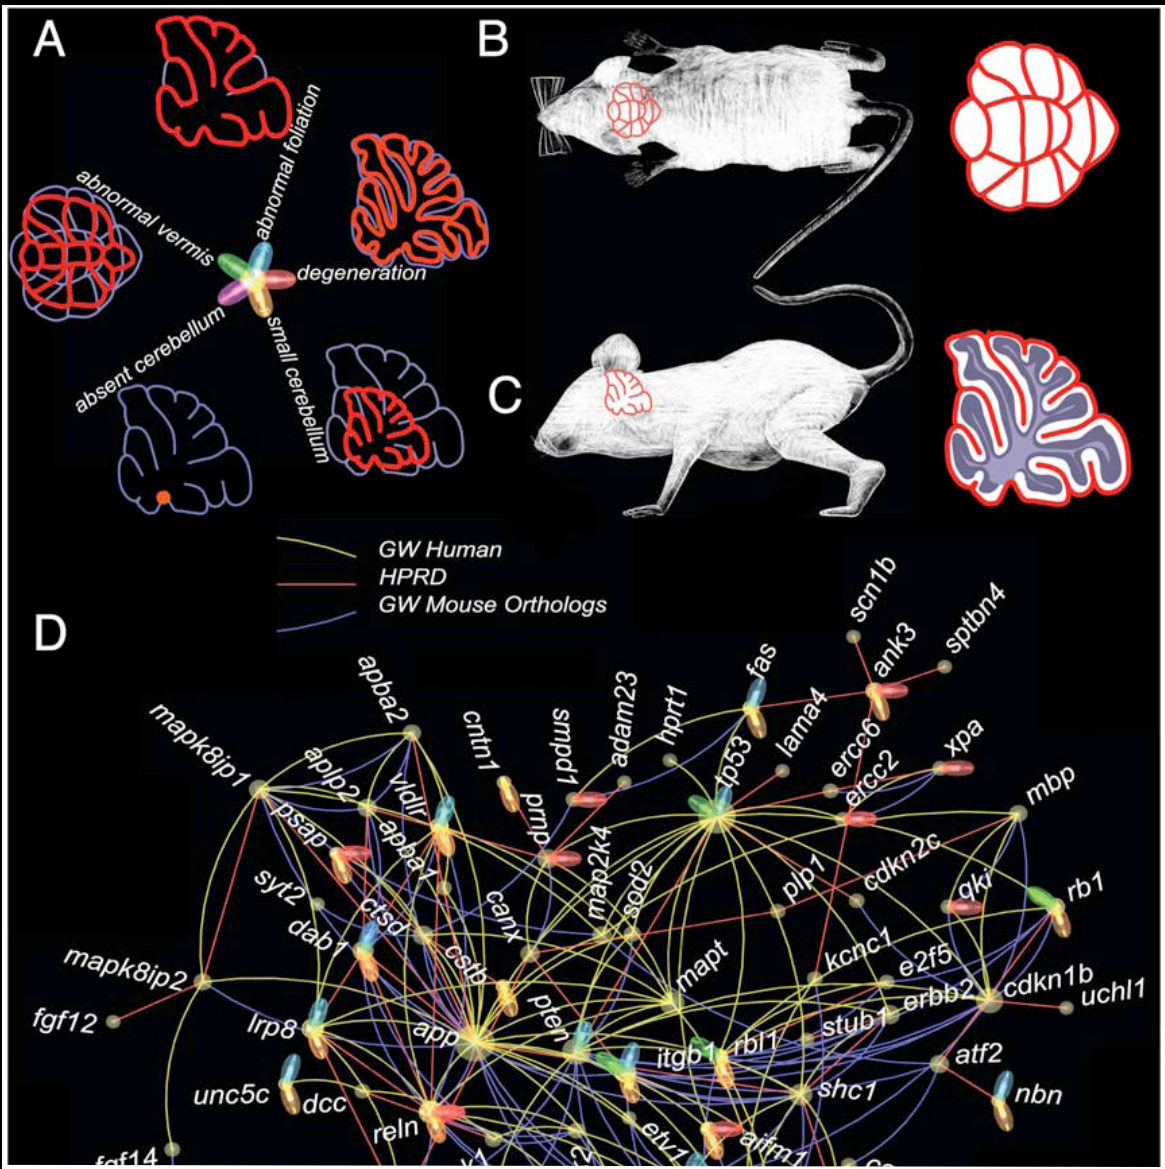 A
abnormal foliation
abnormal vermis
degeneration
absent cerebellum
small cerebellum
B
C
GW Human
HPRD
GW Mouse Orthologs
D
scn1b
sptbn4
ank3
fas
apba2
adam23
hprt1
lama4
smpd1
cntn1
mapk8ip1
aplp2
vldlr
tp53
ercc6
ercc2
xpa
mbp
psap
apba1
prnp
map2k4
sod2
plp1
cdkn2c
qki
rb1
syt2
ctsd
canx
dab1
cstb
mapt
kcnc1
e2f5
mapk8ip2
pten
erbb2
cdkn1b
uchl1
fgf12
lrp8
app
itgb1
rbl1
stub1
atf2
unc5c
dcc
shc1
nbn
reln
etv1
aifm1
fgf14